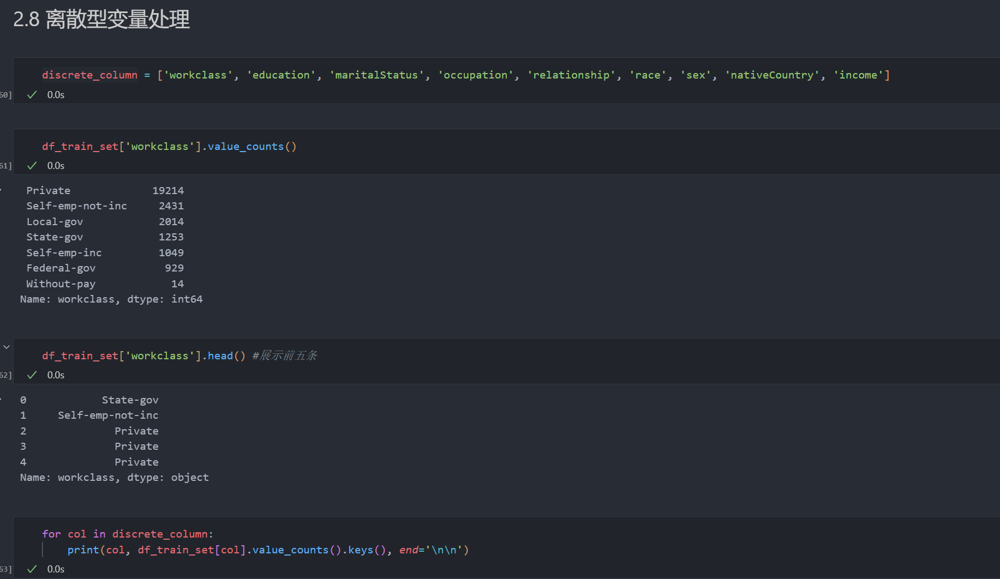 2.8 离散型变量处理
discrete_column = ['workclass', 'education', 'maritalStatus', 'occupation', 'relationship', 'race', 'sex', 'nativeCountry', 'income']
60] 0.0s
df_train_set['workclass'].value_counts()
61] 0.0s
Private 19214
Self-emp-not-inc 2431
Local-gov 2014
State-gov 1253
Self-emp-inc 1049
Federal-gov 929
Without-pay 14
Name: workclass, dtype: int64
df_train_set['workclass'].head() #展示前五条
62] 0.0s
0 State-gov
1 Self-emp-not-inc
2 Private
3 Private
4 Private
Name: workclass, dtype: object
for col in discrete_column:
print(col, df_train_set[col].value_counts().keys(), end='\n\n')
63] 0.0s